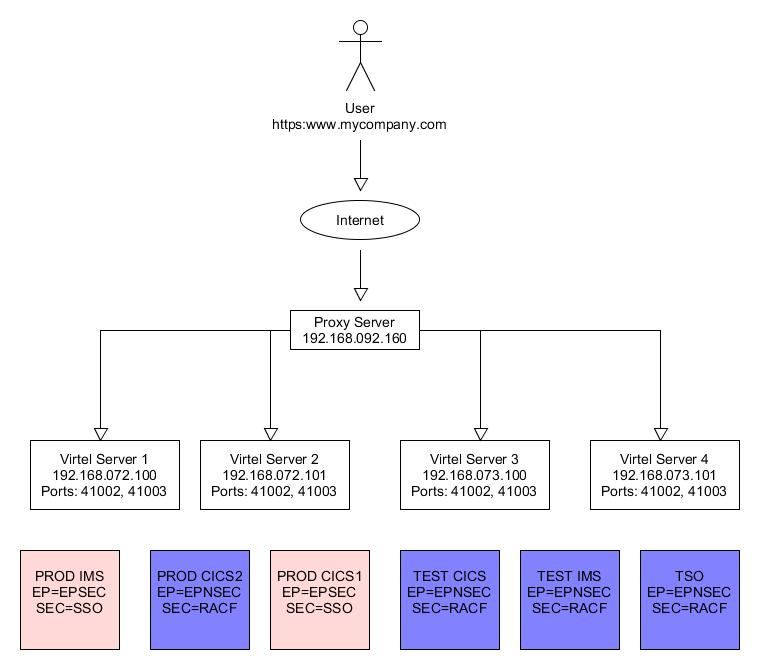 User
https:www.mycompany.com
Internet
Proxy Server
192.168.092.160
Virtel Server 1
192.168.072.100
Ports: 41002, 41003
Virtel Server 2
192.168.072.101
Ports: 41002, 41003
Virtel Server 3
192.168.073.100
Ports: 41002, 41003
Virtel Server 4
192.168.073.101
Ports: 41002, 41003
PROD IMS
EP=EPSEC
SEC=SSO
PROD CICS2
EP=EPNSEC
SEC=RACF
PROD CICS1
EP=EPSEC
SEC=SSO
TEST CICS
EP=EPNSEC
SEC=RACF
TEST IMS
EP=EPNSEC
SEC=RACF
TSO
EP=EPNSEC
SEC=RACF